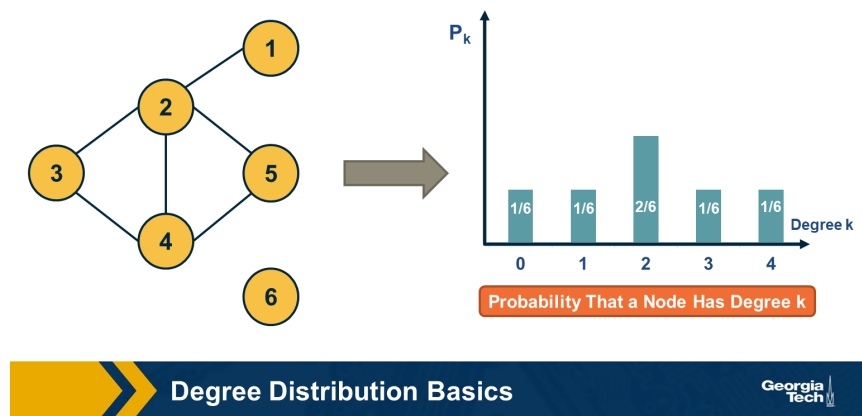 1
2
3
5
4
6
P k
1/6
1/6
2/6
1/6
1/6
Degree k
0
1
2
3
4
Probability That a Node Has Degree k
Degree Distribution Basics
Georgia
Tech